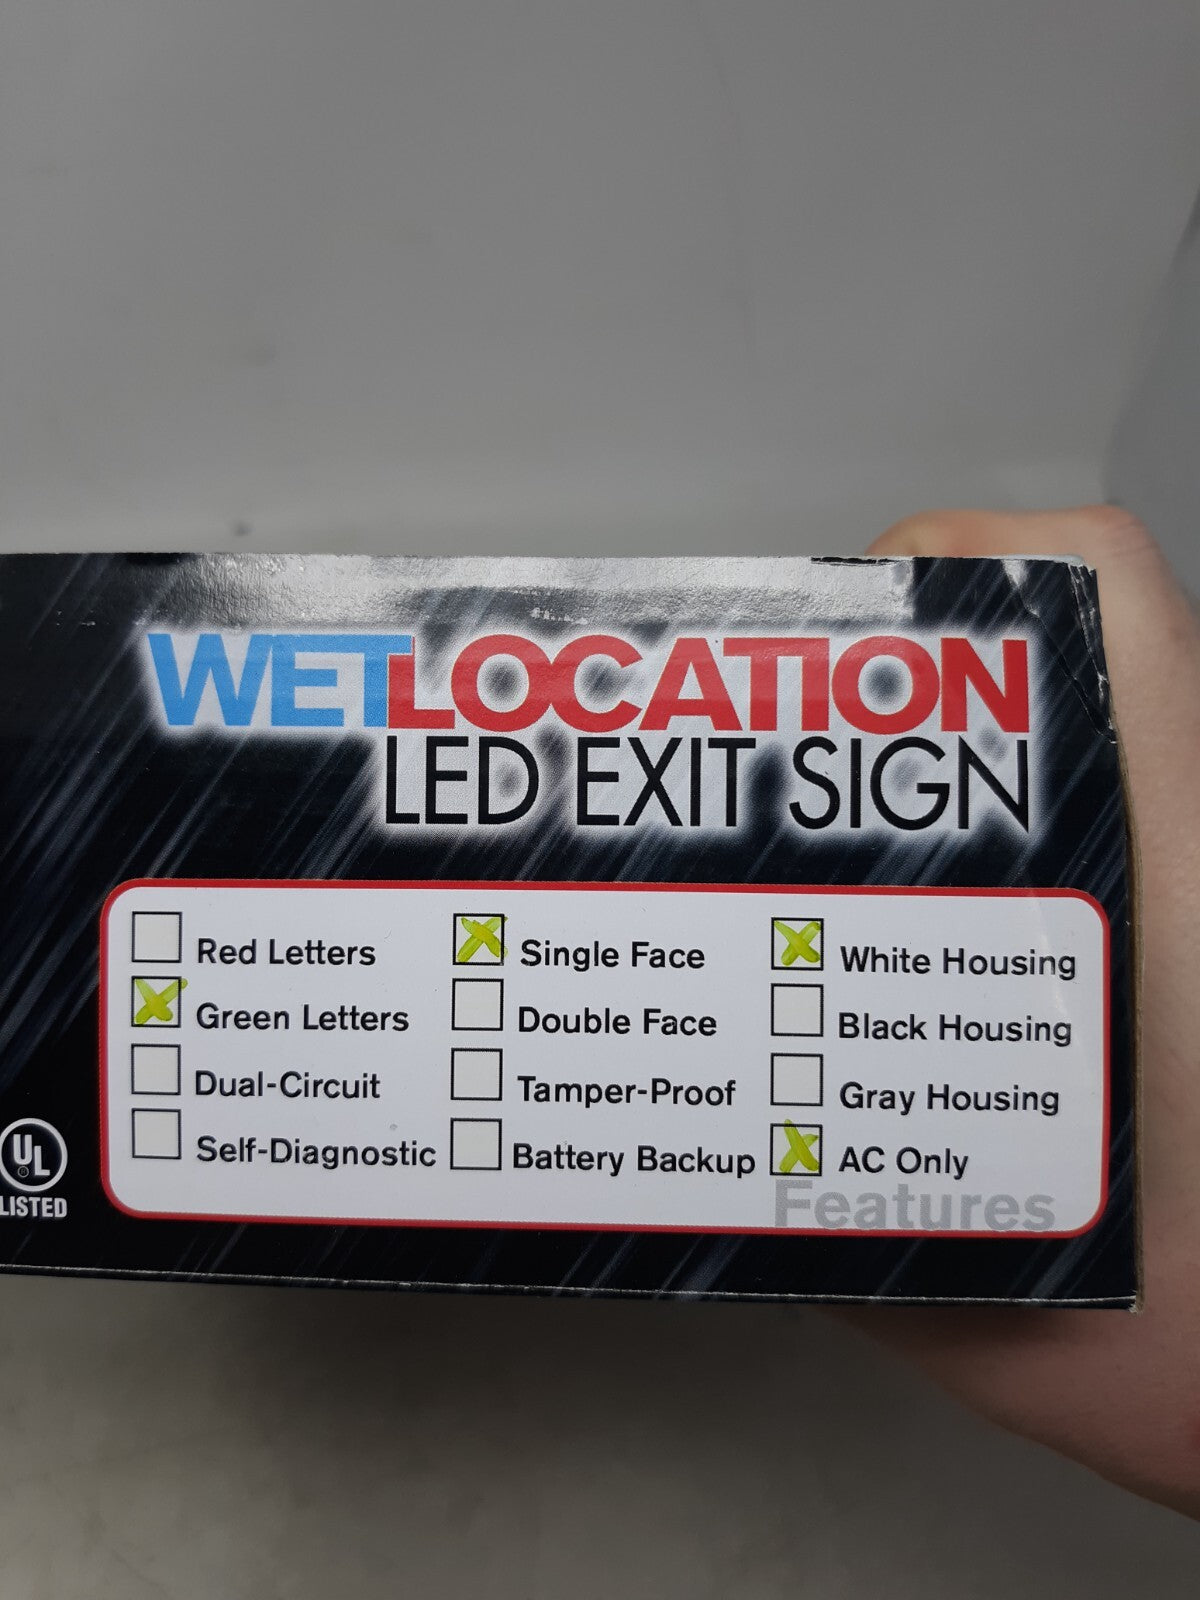 WETLOCATION
LED EXIT SIGN
Red Letters
Green Letters
Dual-Circuit
Self-Diagnostic
Single Face
Double Face
Tamper-Proof
Battery Backup
White Housing
Black Housing
Gray Housing
AC Only
Features
UL
LISTED